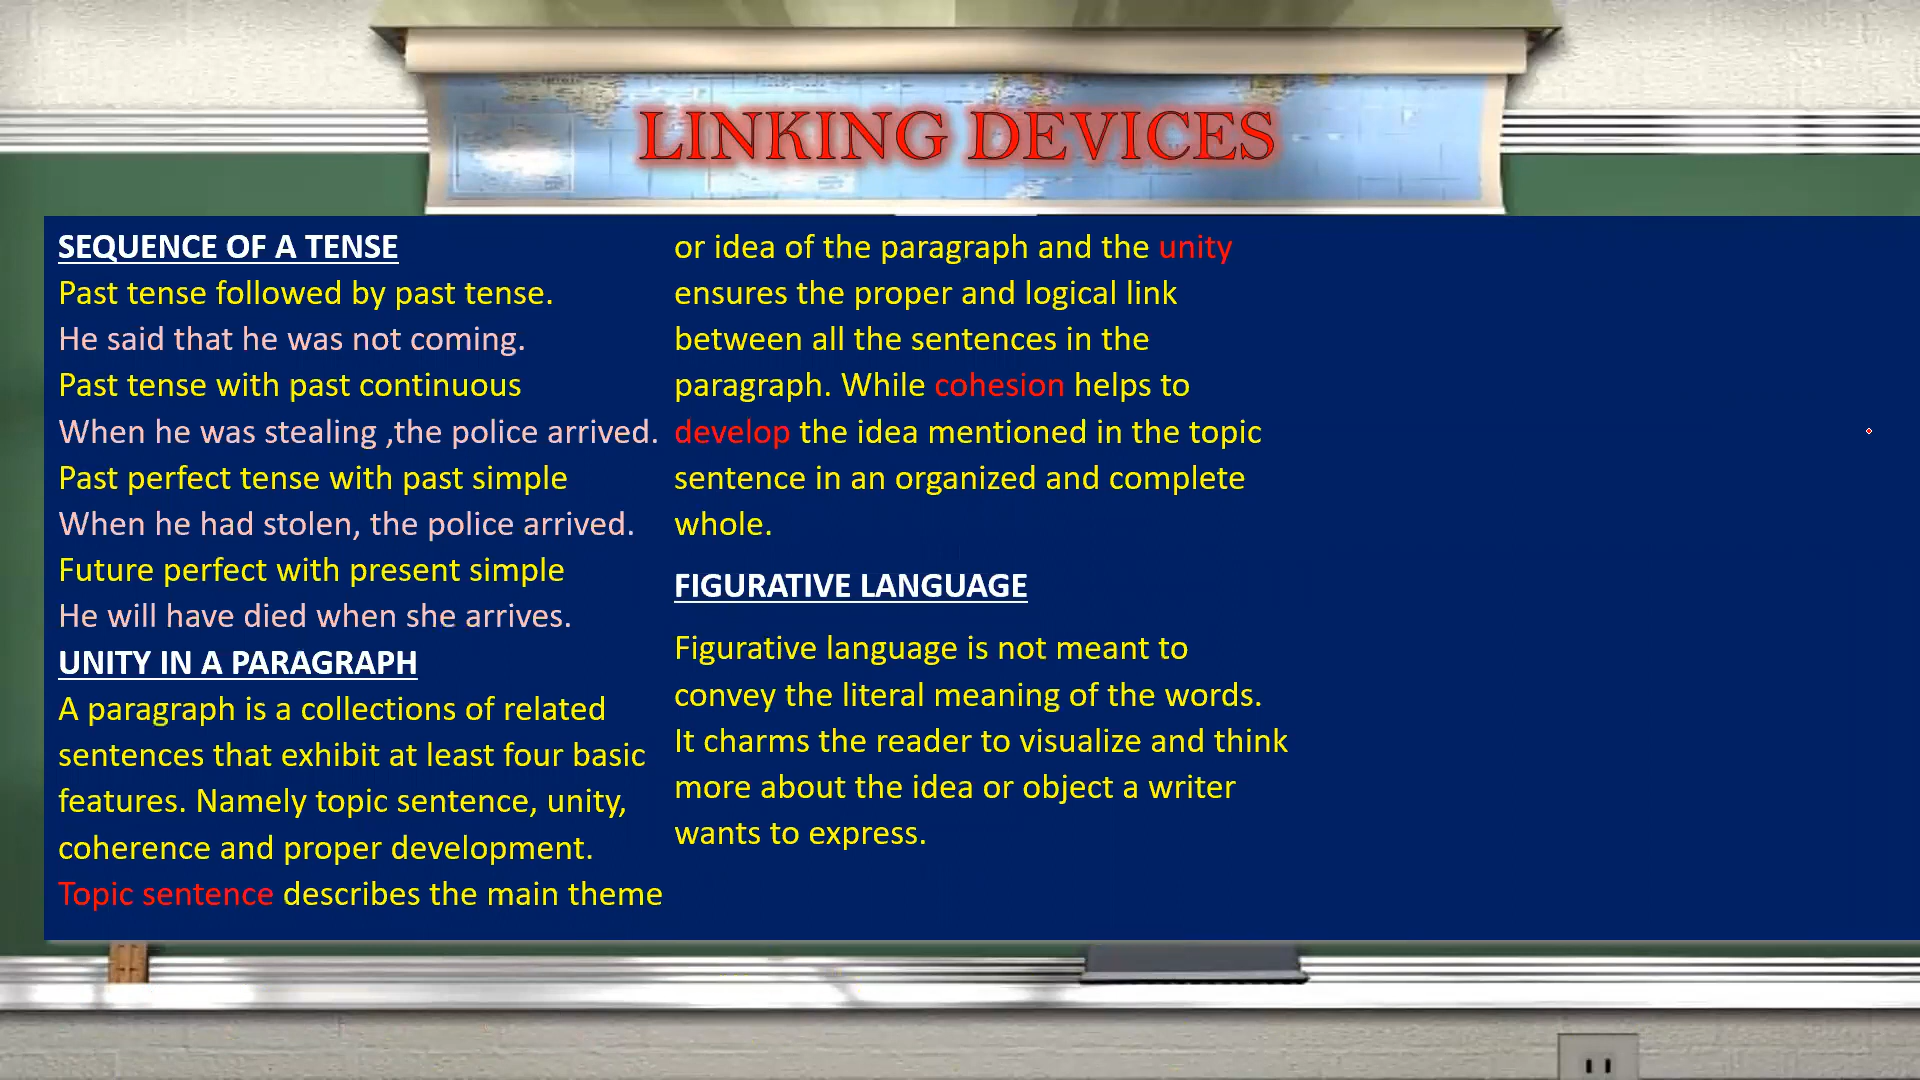 LINKING DEVICES
SEQUENCE OF A TENSE
Past tense followed by past tense.
He said that he was not coming.
Past tense with past continuous
When he was stealing ,the police arrived.
Past perfect tense with past simple
When he had stolen, the police arrived.
Future perfect with present simple
He will have died when she arrives.
UNITY IN A PARAGRAPH
A paragraph is a collections of related
sentences that exhibit at least four basic
features. Namely topic sentence, unity,
coherence and proper development.
Topic sentence describes the main theme
or idea of the paragraph and the unity
ensures the proper and logical link
between all the sentences in the
paragraph. While cohesion helps to
develop the idea mentioned in the topic
sentence in an organized and complete
whole.
FIGURATIVE LANGUAGE
Figurative language is not meant to
convey the literal meaning of the words.
It charms the reader to visualize and think
more about the idea or object a writer
wants to express.